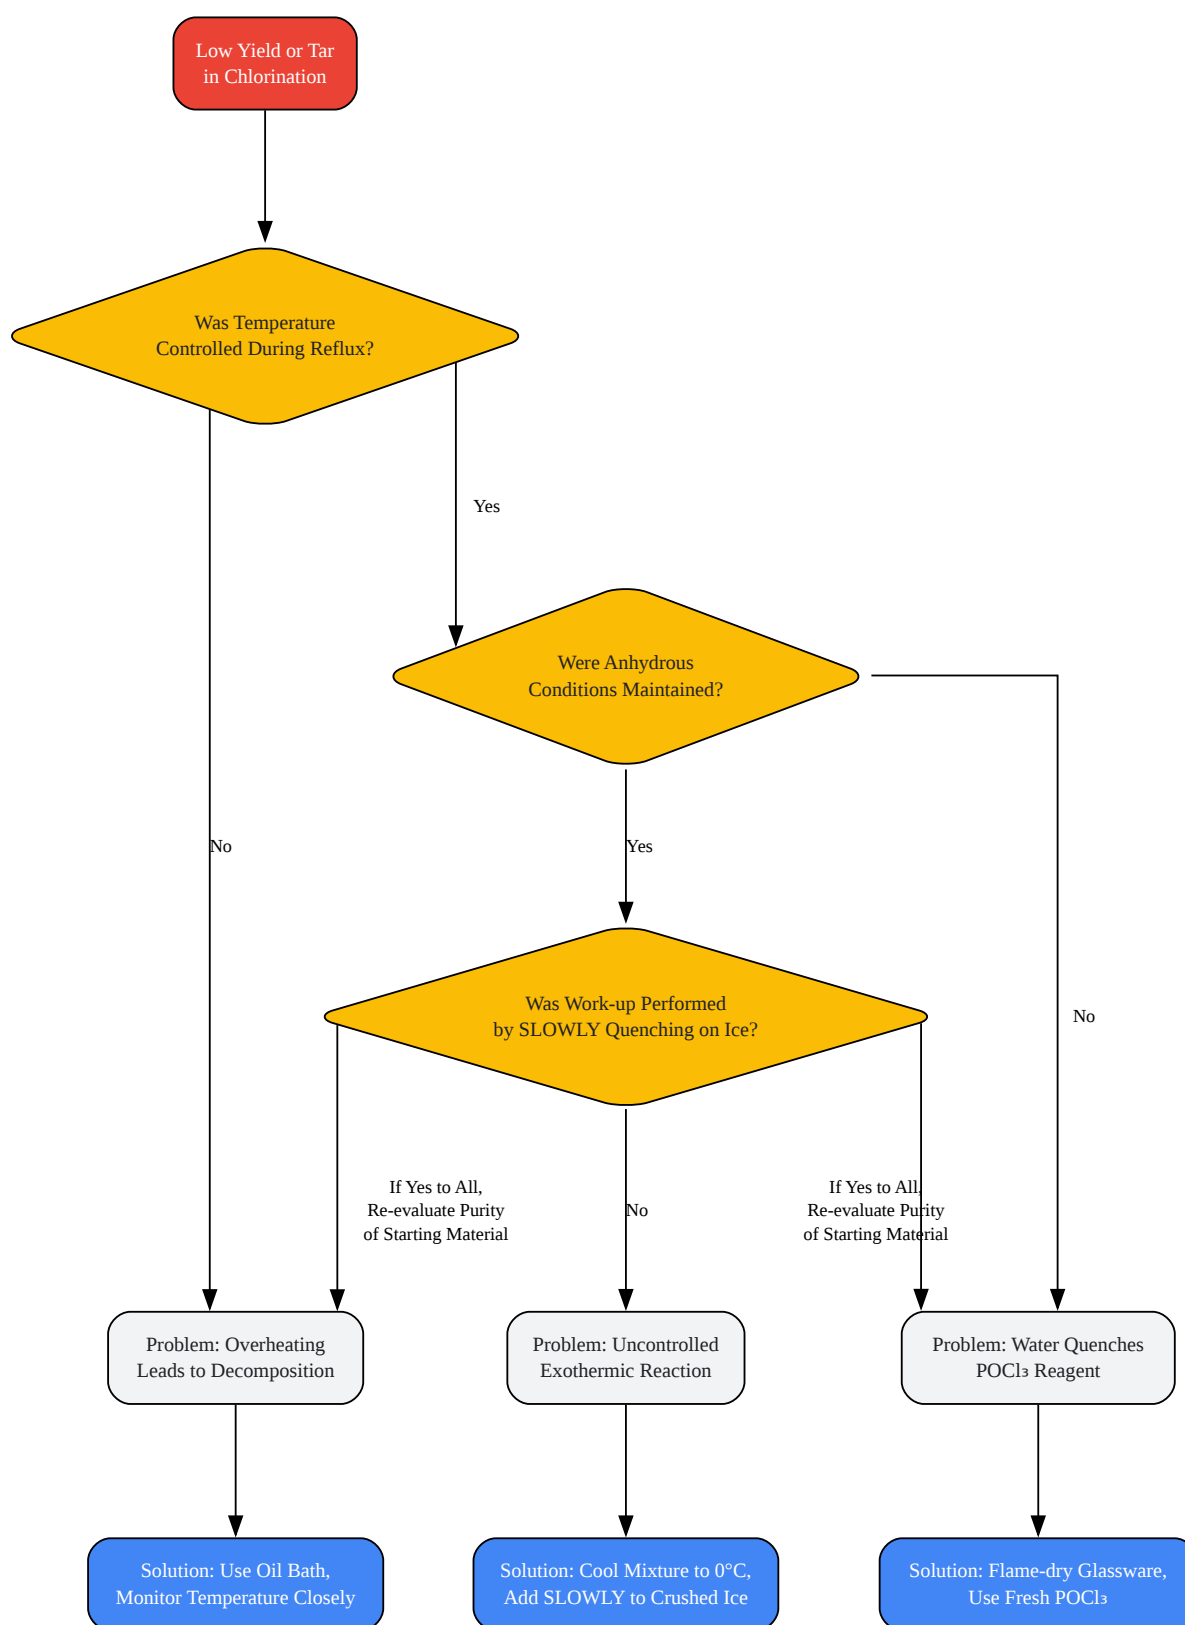 Low Yield or Tar
in Chlorination
Was Temperature
Controlled During Reflux?
Yes
Were Anhydrous
Conditions Maintained?
No
Yes
Was Work-up Performed
by SLOWLY Quenching on Ice?
No
If Yes to All,
Re-evaluate Purity
of Starting Material
No
If Yes to All,
Re-evaluate Purity
of Starting Material
Problem: Overheating
Leads to Decomposition
Problem: Uncontrolled
Exothermic Reaction
Problem: Water Quenches
POCl₃ Reagent
Solution: Use Oil Bath,
Monitor Temperature Closely
Solution: Cool Mixture to 0°C,
Add SLOWLY to Crushed Ice
Solution: Flame-dry Glassware,
Use Fresh POCl₃